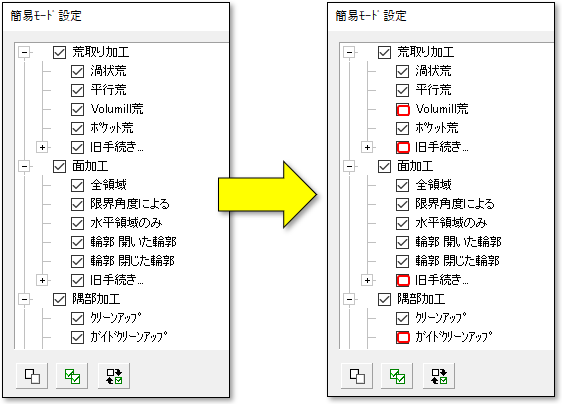 簡易ﾓｰﾄﾞ設定
荒取り加工
渦状荒
平行荒
Volumill荒
ﾎﾟｹｯﾄ荒
旧手続き...
面加工
全領域
限界角度による
水平領域のみ
輪郭 開いた輪郭
輪郭 閉じた輪郭
旧手続き...
隅部加工
ｸﾘｰﾝｱｯﾌﾟ
ｶﾞｲﾄﾞｸﾘｰﾝｱｯﾌﾟ
簡易ﾓｰﾄﾞ設定
荒取り加工
渦状荒
平行荒
Volumill荒
ﾎﾟｹｯﾄ荒
旧手続き...
面加工
全領域
限界角度による
水平領域のみ
輪郭 開いた輪郭
輪郭 閉じた輪郭
旧手続き...
隅部加工
ｸﾘｰﾝｱｯﾌﾟ
ｶﾞｲﾄﾞｸﾘｰﾝｱｯﾌﾟ